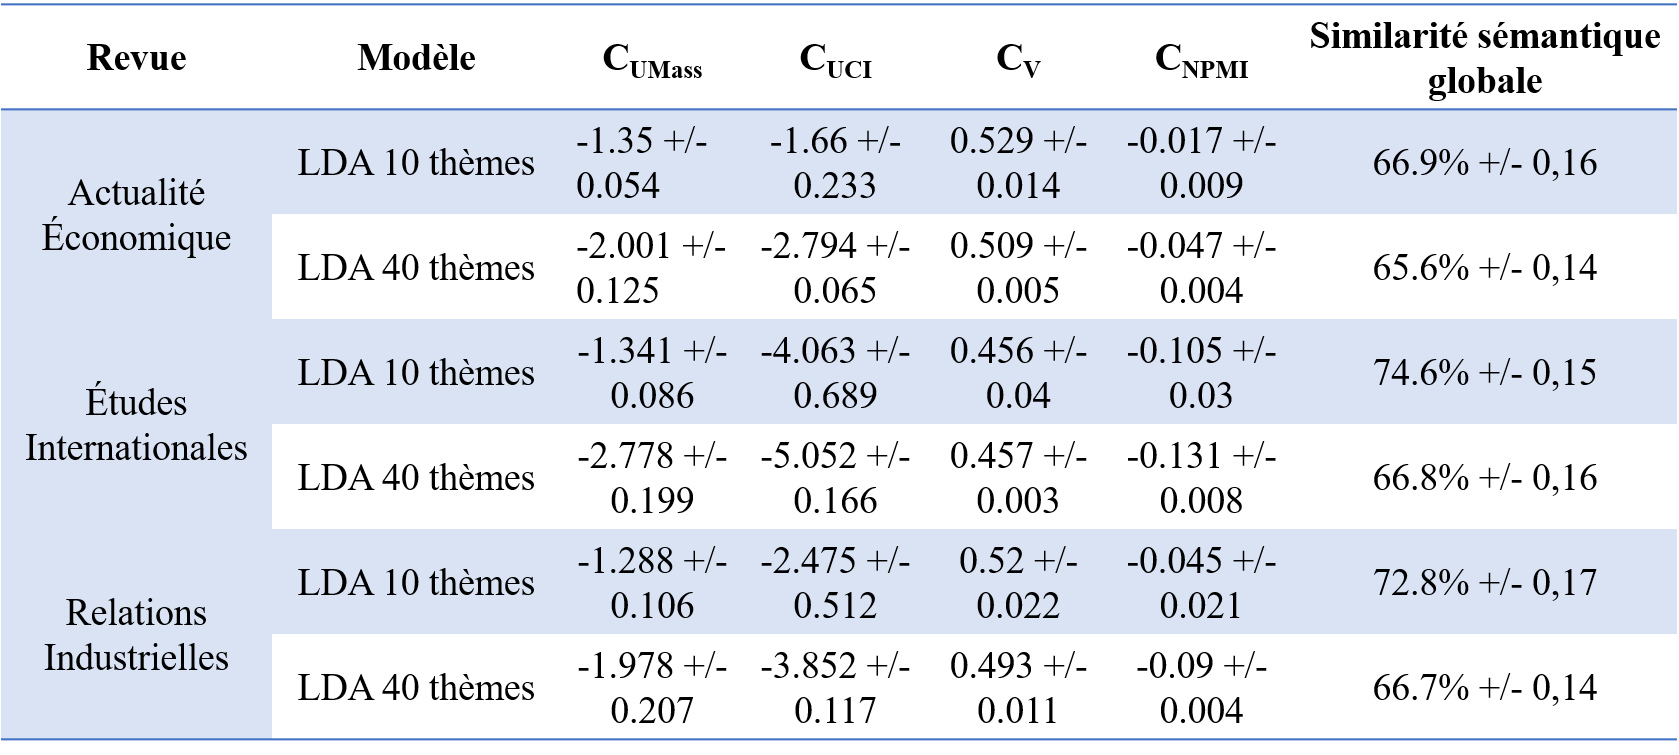 Revue Modèle C_UMass C_UCI C_V C_NPMI Similarité sémantique
globale
Actualité
Économique
LDA 10 thèmes -1.35 +/- -1.66 +/- 0.529 +/- -0.017 +/- 66.9% +/- 0,16
0.054 0.233 0.014 0.009
LDA 40 thèmes -2.001 +/- -2.794 +/- 0.509 +/- -0.047 +/- 65.6% +/- 0,14
0.125 0.065 0.005 0.004
Études
Internationales
LDA 10 thèmes -1.341 +/- -4.063 +/- 0.456 +/- -0.105 +/- 74.6% +/- 0,15
0.086 0.689 0.04 0.03
LDA 40 thèmes -2.778 +/- -5.052 +/- 0.457 +/- -0.131 +/- 66.8% +/- 0,16
0.199 0.166 0.003 0.008
Relations
Industrielles
LDA 10 thèmes -1.288 +/- -2.475 +/- 0.52 +/- -0.045 +/- 72.8% +/- 0,17
0.106 0.512 0.022 0.021
LDA 40 thèmes -1.978 +/- -3.852 +/- 0.493 +/- -0.09 +/- 66.7% +/- 0,14
0.207 0.117 0.011 0.004